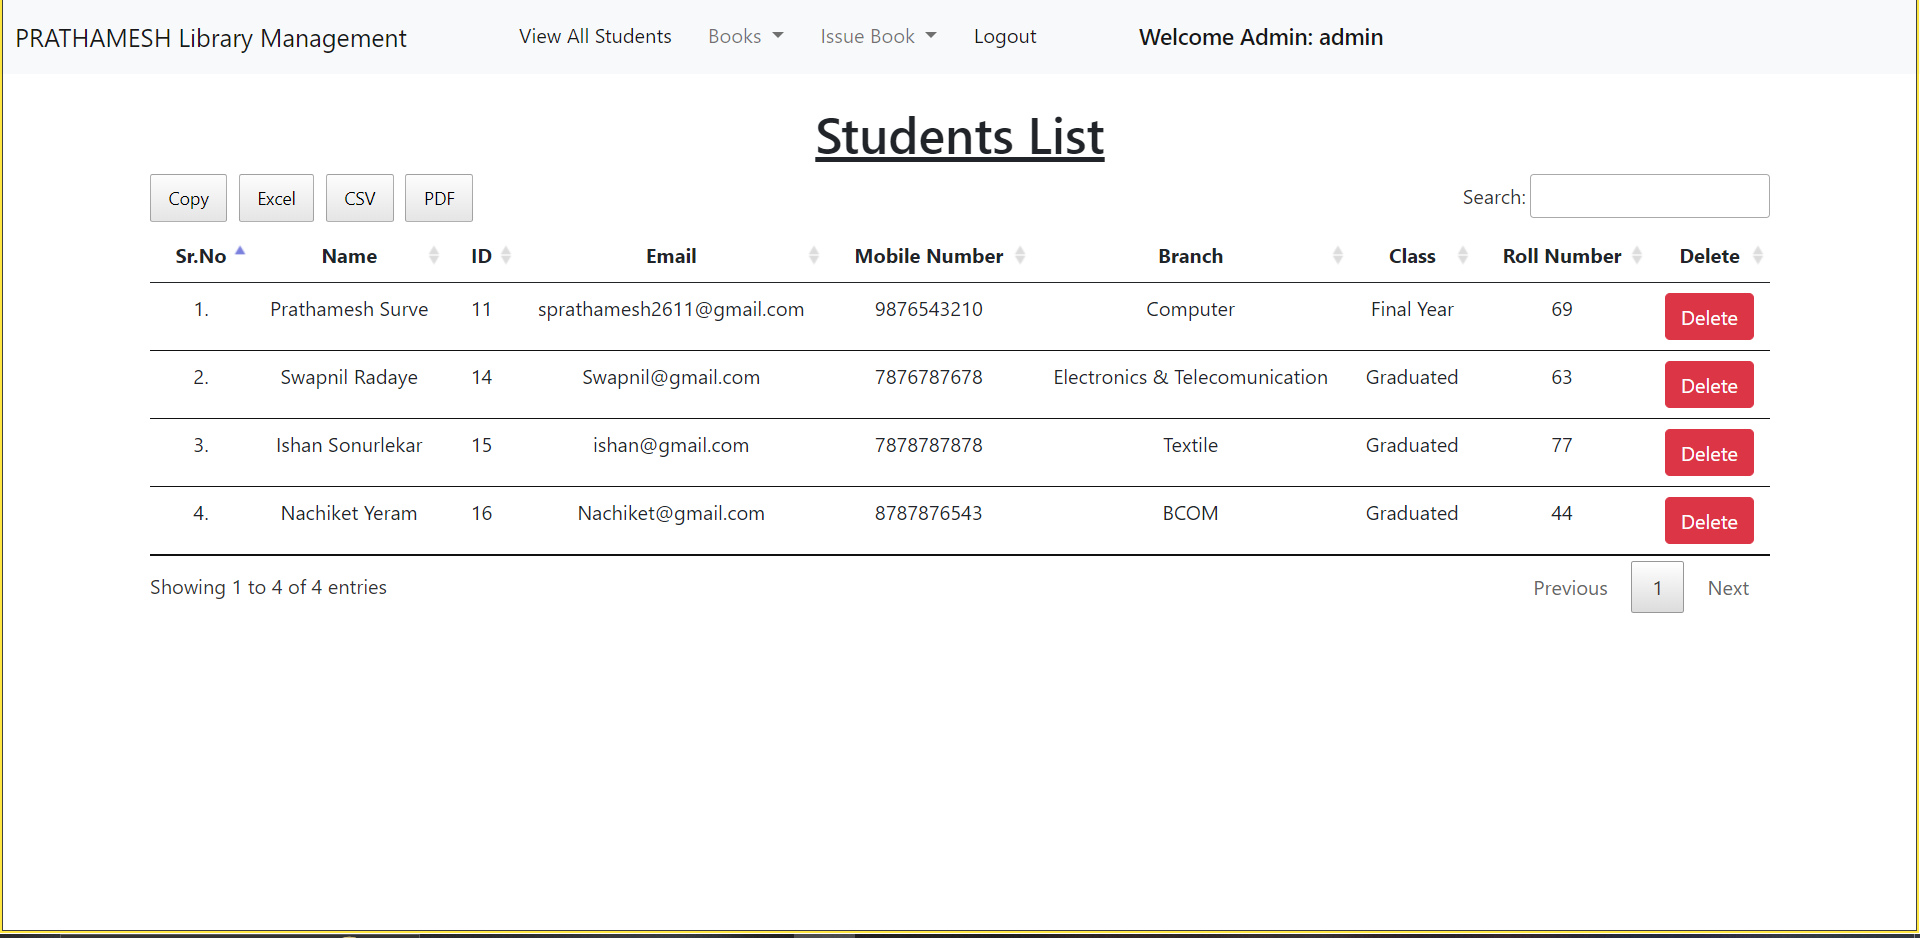 PRATHAMESH Library Management View All Students Books Issue Book Logout Welcome Admin: admin
Students List
Copy Excel CSV PDF Search:
Sr.No Name ID Email Mobile Number Branch Class Roll Number Delete
1. Prathamesh Surve 11 sprathamesh2611@gmail.com 9876543210 Computer Final Year 69 Delete
2. Swapnil Radaye 14 Swapnil@gmail.com 7876787678 Electronics & Telecomunication Graduated 63 Delete
3. Ishan Sonurlekar 15 ishan@gmail.com 7878787878 Textile Graduated 77 Delete
4. Nachiket Yeram 16 Nachiket@gmail.com 8787876543 BCOM Graduated 44 Delete
Showing 1 to 4 of 4 entries Previous 1 Next